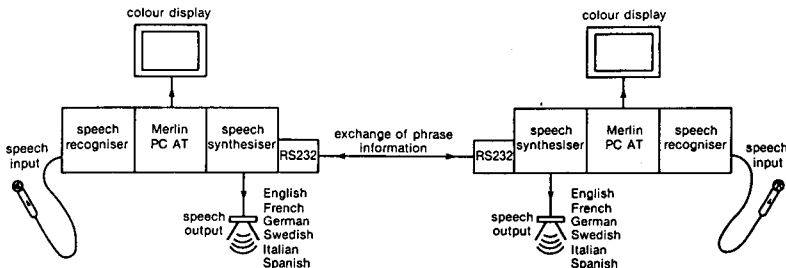 colour display
speech
input
speech
recogniser
Merlin
PC AT
speech
synthesiser
RS232
speech
output
English
French
German
Swedish
Italian
Spanish
exchange of phrase
information
colour display
RS232
speech
synthesiser
Merlin
PC AT
speech
recogniser
speech
input
speech
output
English
French
German
Swedish
Italian
Spanish